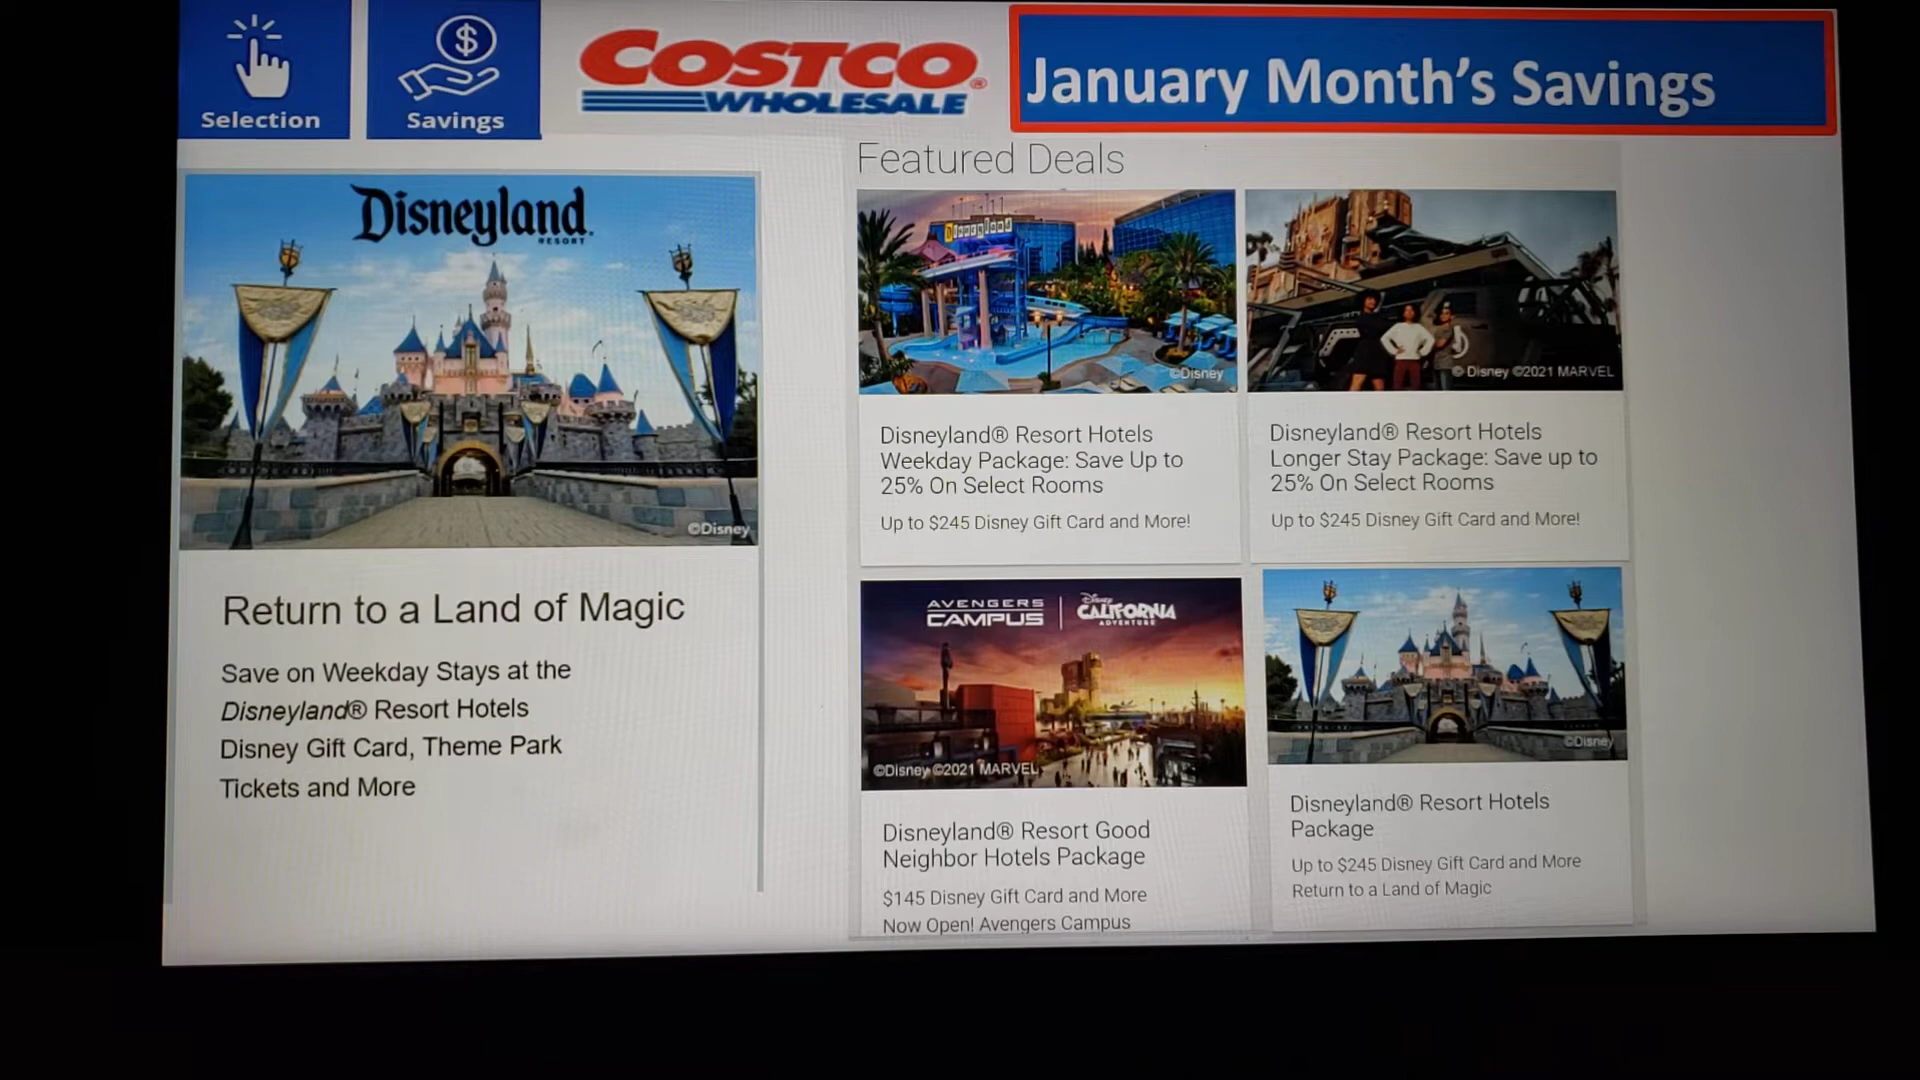 Selection
Savings
COSTCO®
WHOLESALE
January Month's Savings
Disneyland®
RESORT
©Disney
Return to a Land of Magic
Save on Weekday Stays at the
Disneyland® Resort Hotels
Disney Gift Card, Theme Park
Tickets and More
Featured Deals
Disneyland
©Disney
Disneyland® Resort Hotels
Weekday Package: Save Up to
25% On Select Rooms
Up to $245 Disney Gift Card and More!
© Disney ©2021 MARVEL
Disneyland® Resort Hotels
Longer Stay Package: Save up to
25% On Select Rooms
Up to $245 Disney Gift Card and More!
AVENGERS
CAMPUS
Disney
CALIFORNIA
ADVENTURE
©Disney ©2021 MARVEL
Disneyland® Resort Good
Neighbor Hotels Package
$145 Disney Gift Card and More
Now Open! Avengers Campus
©Disney
Disneyland® Resort Hotels
Package
Up to $245 Disney Gift Card and More
Return to a Land of Magic